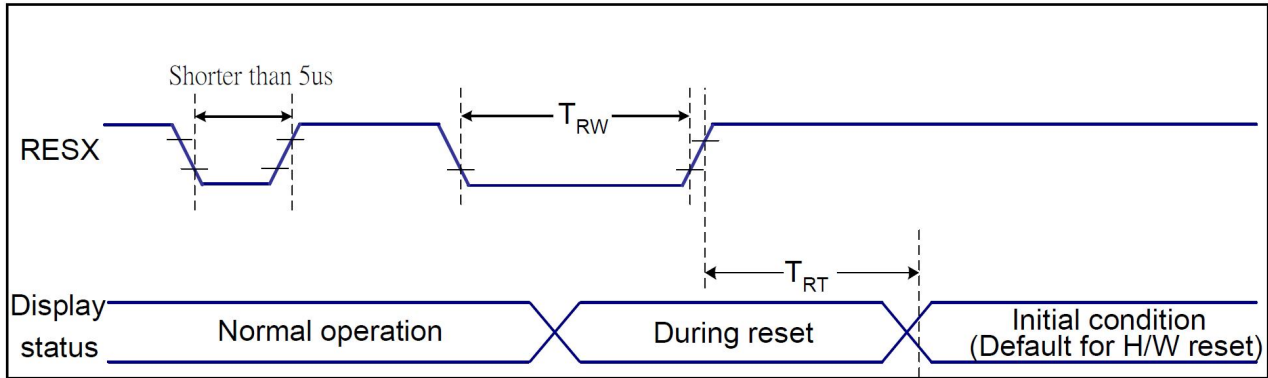 Shorter than 5us
RESX
TRW
TRT
Display
status
Normal operation
During reset
Initial condition
(Default for H/W reset)